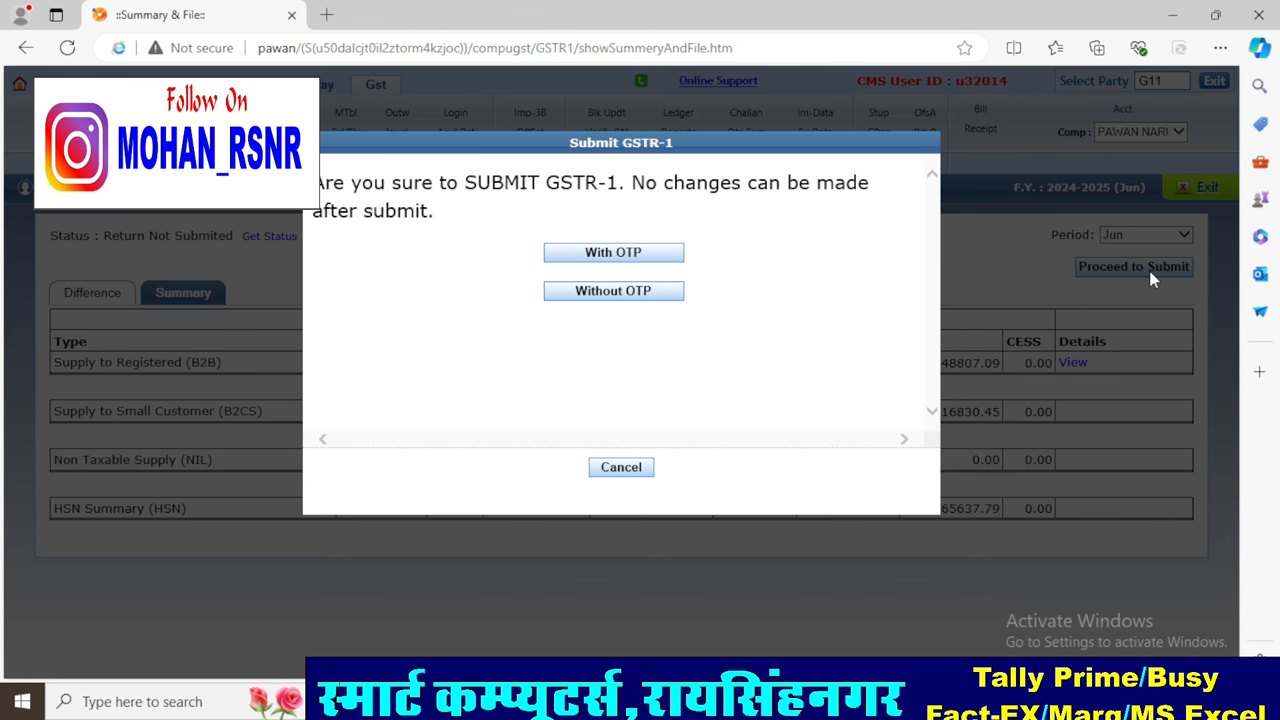 ::Summary & File::
Not secure
pawan/(S(u50dalcjt0il2ztorm4kzjoc))/compugst/GSTR1/showSummeryAndFile.htm
Follow On
MOHAN_RSNR
Gst
Online Support
CMS User ID : u32014
Select Party
G11
Exit
MTbl
Outw
Login
Imp-3B
Blk Updt
Ledger
Challan
Im-Data
Stup
OfsA
Bill
Receipt
Acct
Comp :
PAWAN NARI
Submit GSTR-1
Are you sure to SUBMIT GSTR-1. No changes can be made
after submit.
With OTP
Without OTP
Cancel
F.Y. : 2024-2025 (Jun)
Exit
Status : Return Not Submitted
Get Status
Period:
Jun
Proceed to Submit
Difference
Summary
Type
CESS
Details
Supply to Registered (B2B)
48807.09
0.00
View
Supply to Small Customer (B2CS)
16830.45
0.00
Non Taxable Supply (NIL)
0.00
0.00
HSN Summary (HSN)
65637.79
0.00
Activate Windows
Go to Settings to activate Windows.
Type here to search
स्मार्ट कम्प्यूटर्स,रायसिंहनगर
Tally Prime/Busy
Fact-EX/Marg/MS Excel